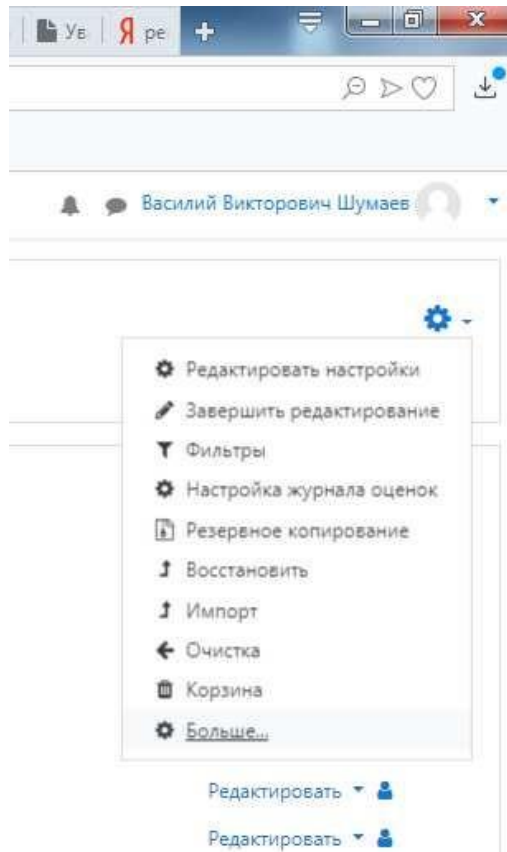 Ув Я ре
Василий Викторович Шумаев
Редактировать настройки
Завершить редактирование
Фильтры
Настройка журнала оценок
Резервное копирование
Восстановить
Импорт
Очистка
Корзина
Больше...
Редактировать
Редактировать